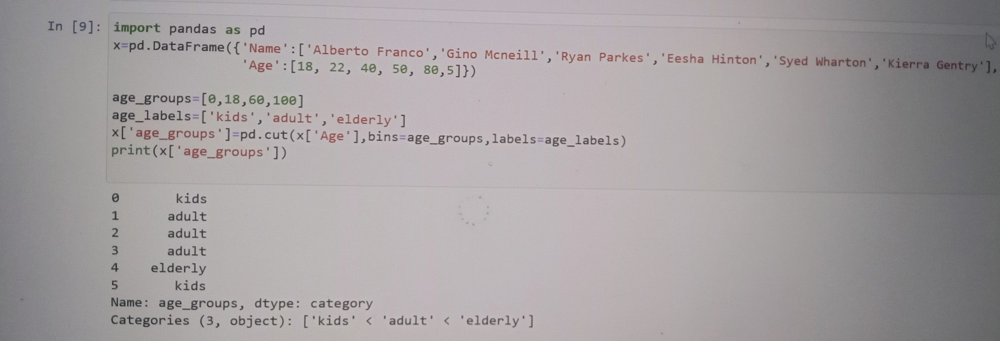 In [9]: import pandas as pd
x=pd.DataFrame({'Name':['Alberto Franco','Gino Mcneill','Ryan Parkes','Eesha Hinton','Syed Wharton','Kierra Gentry'],
'Age':[18, 22, 40, 50, 80,5]})
age_groups=[0,18,60,100]
age_labels=['kids','adult','elderly']
x['age_groups']=pd.cut(x['Age'],bins=age_groups,labels=age_labels)
print(x['age_groups'])
0 kids
1 adult
2 adult
3 adult
4 elderly
5 kids
Name: age_groups, dtype: category
Categories (3, object): ['kids' < 'adult' < 'elderly']